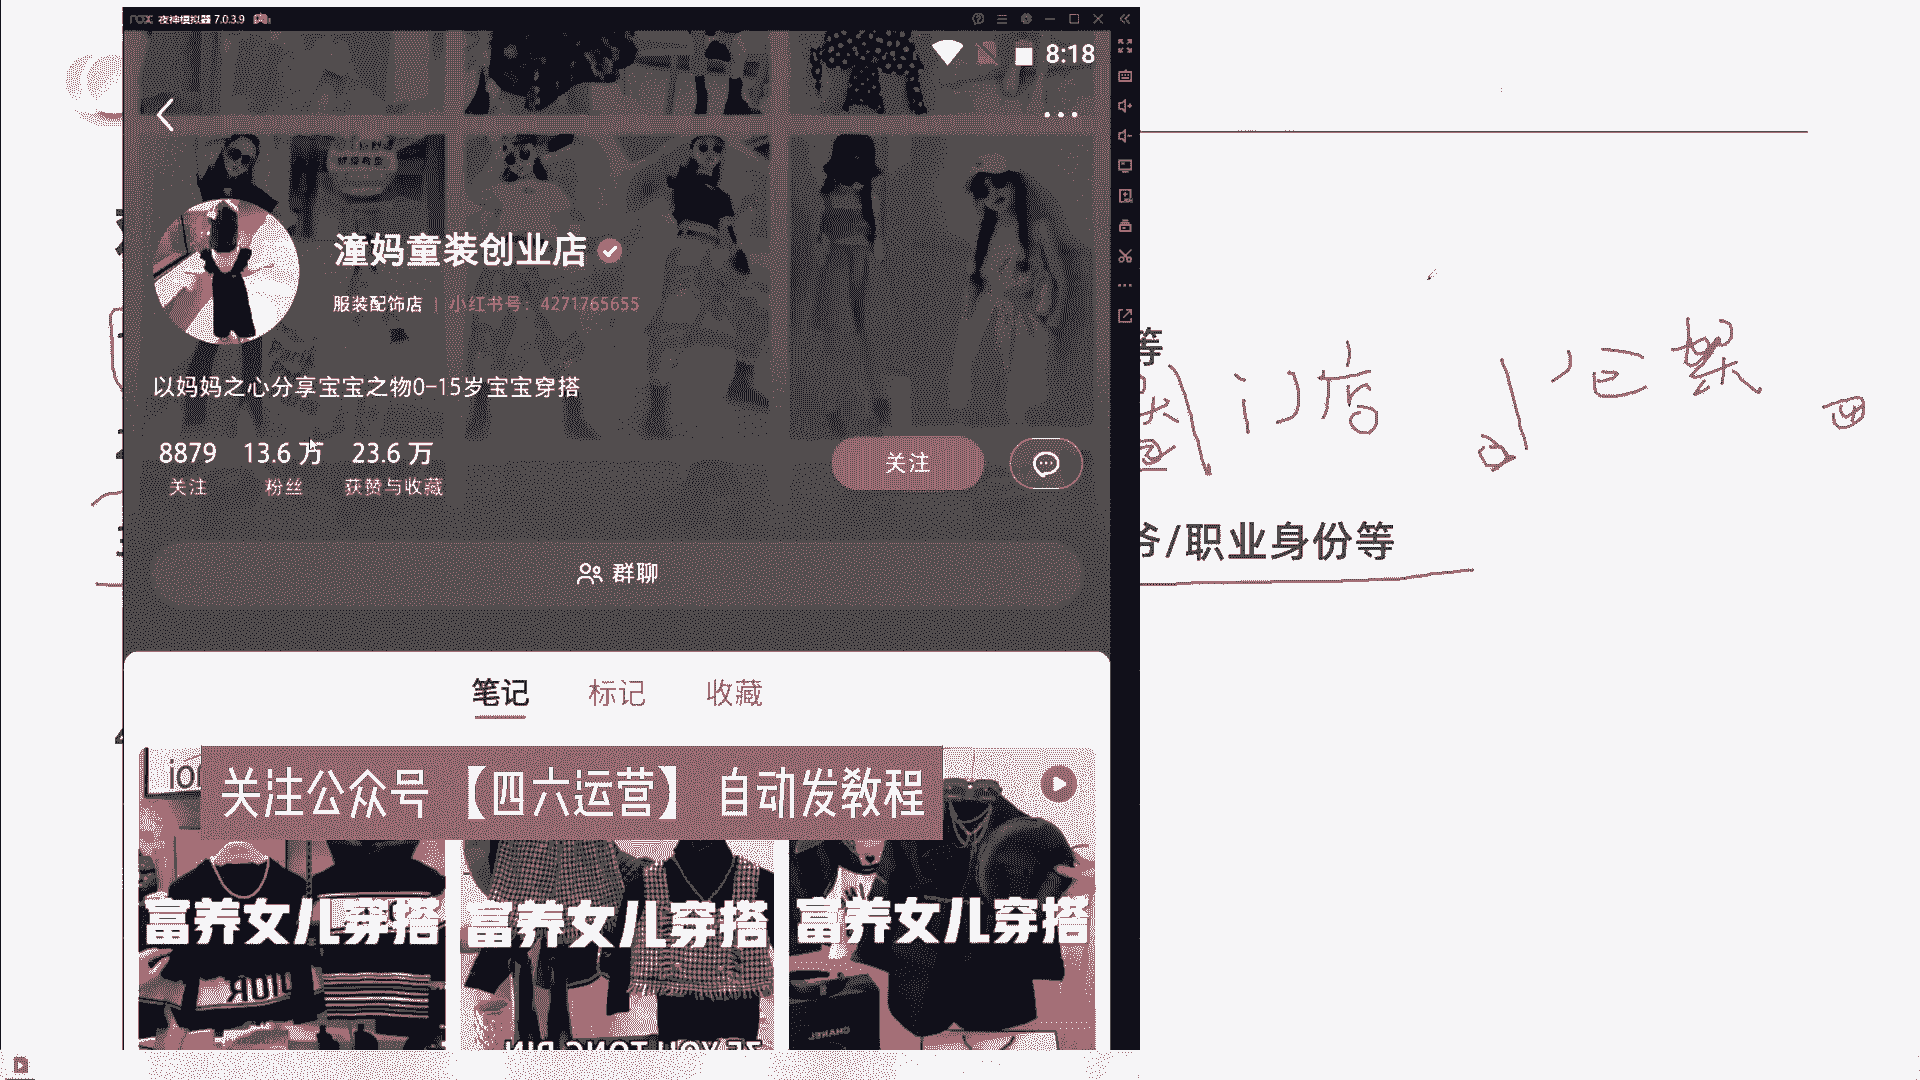 nox 夜神模拟器 7.0.3.9
8:18
潼妈童装创业店
服装配饰店 | 小红书号：4271765655
以妈妈之心分享宝宝之物0-15岁宝宝穿搭
8879 13.6万 23.6万
关注 粉丝 获赞与收藏
关注
群聊
等
门店
/职业身份等
笔记 标记 收藏
关注公众号 【四六运营】 自动发教程
富养女儿穿搭
富养女儿穿搭
富养女儿穿搭